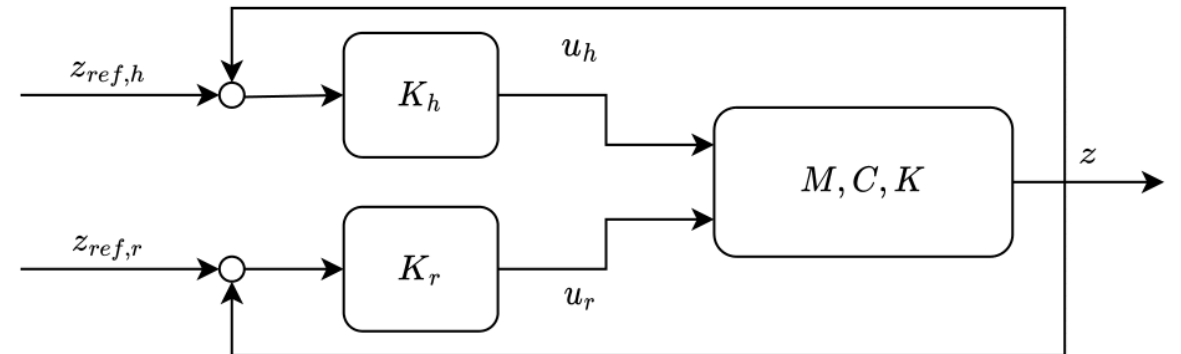 z_{ref,h}
K_h
u_h
M, C, K
z
z_{ref,r}
K_r
u_r